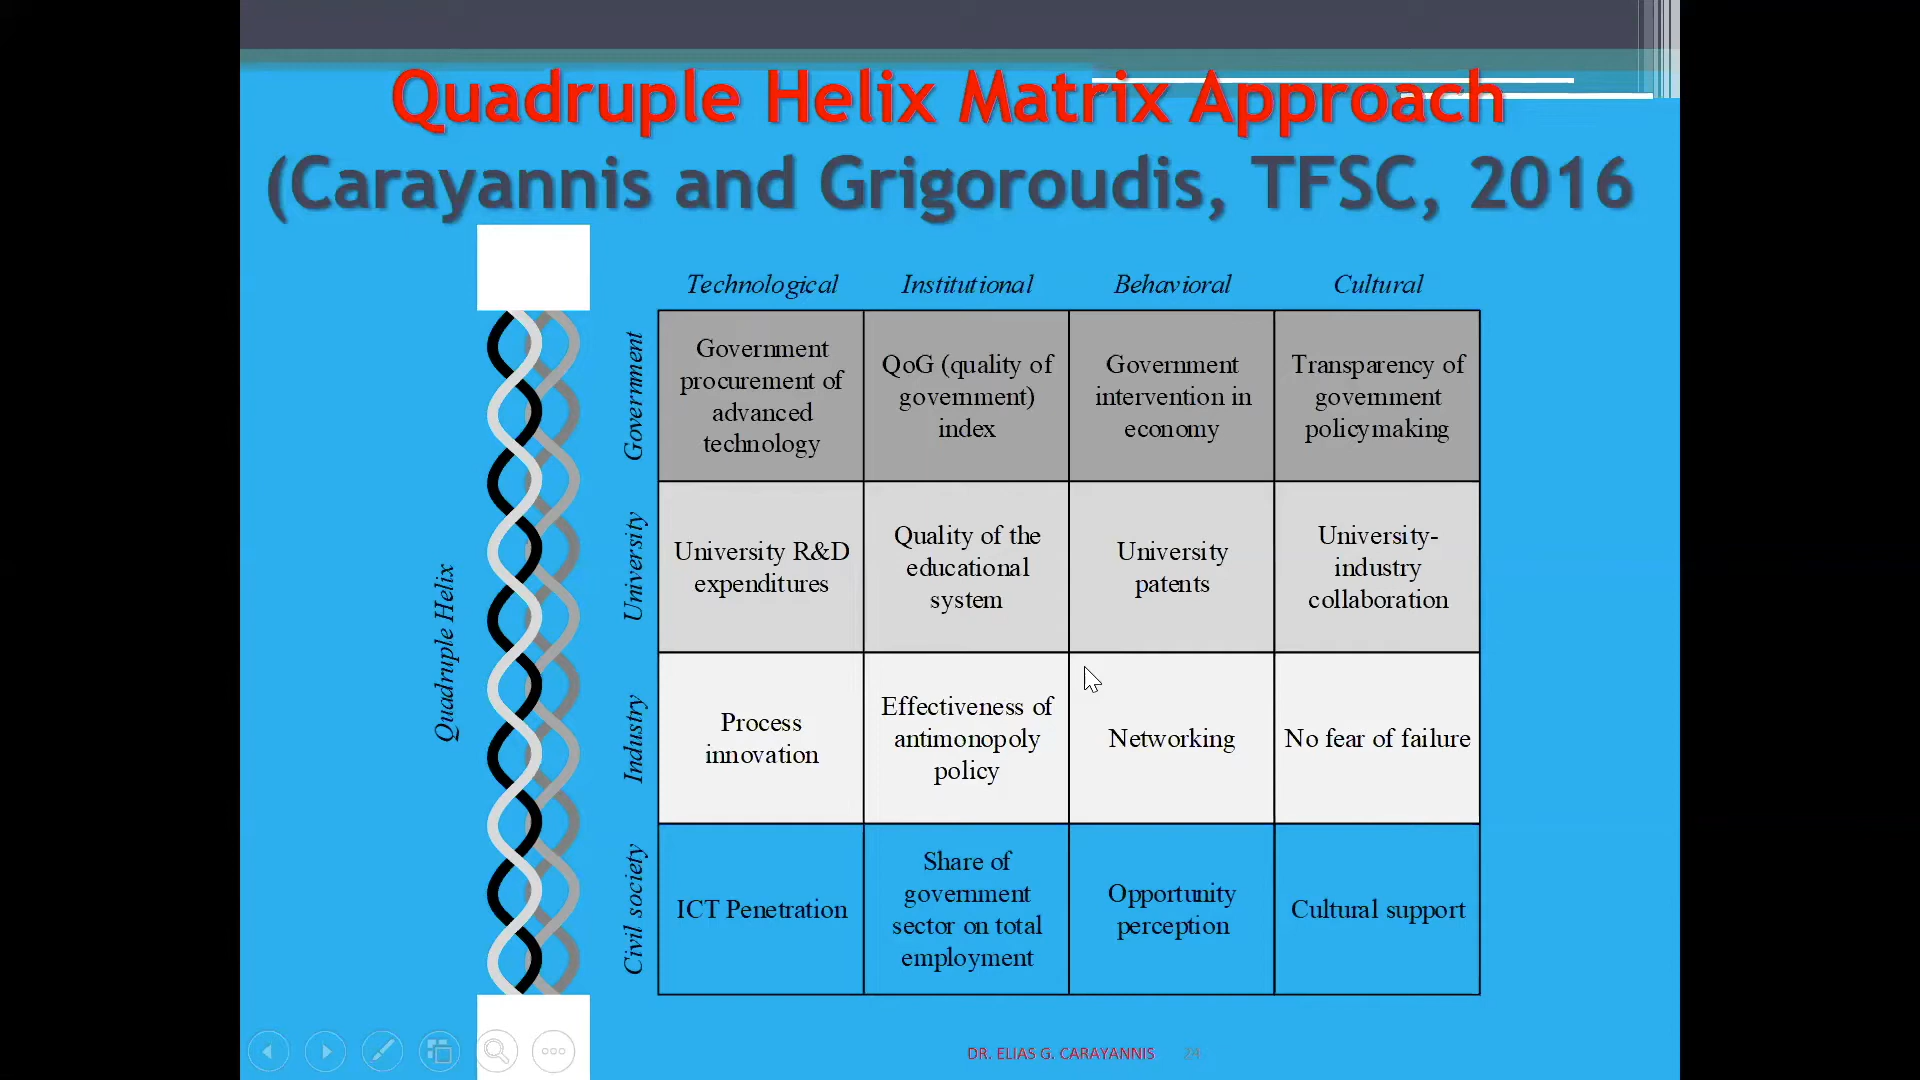 Quadruple Helix Matrix Approach
(Carayannis and Grigoroudis, TFSC, 2016
Technological Institutional Behavioral Cultural
Quadruple Helix
Government
Government
procurement of
advanced
technology
QoG (quality of
government)
index
Government
intervention in
economy
Transparency of
government
policymaking
University
University R&D
expenditures
Quality of the
educational
system
University
patents
University-
industry
collaboration
Industry
Process
innovation
Effectiveness of
antimonopoly
policy
Networking
No fear of failure
Civil society
ICT Penetration
Share of
government
sector on total
employment
Opportunity
perception
Cultural support
DR. ELIAS G. CARAYANNIS